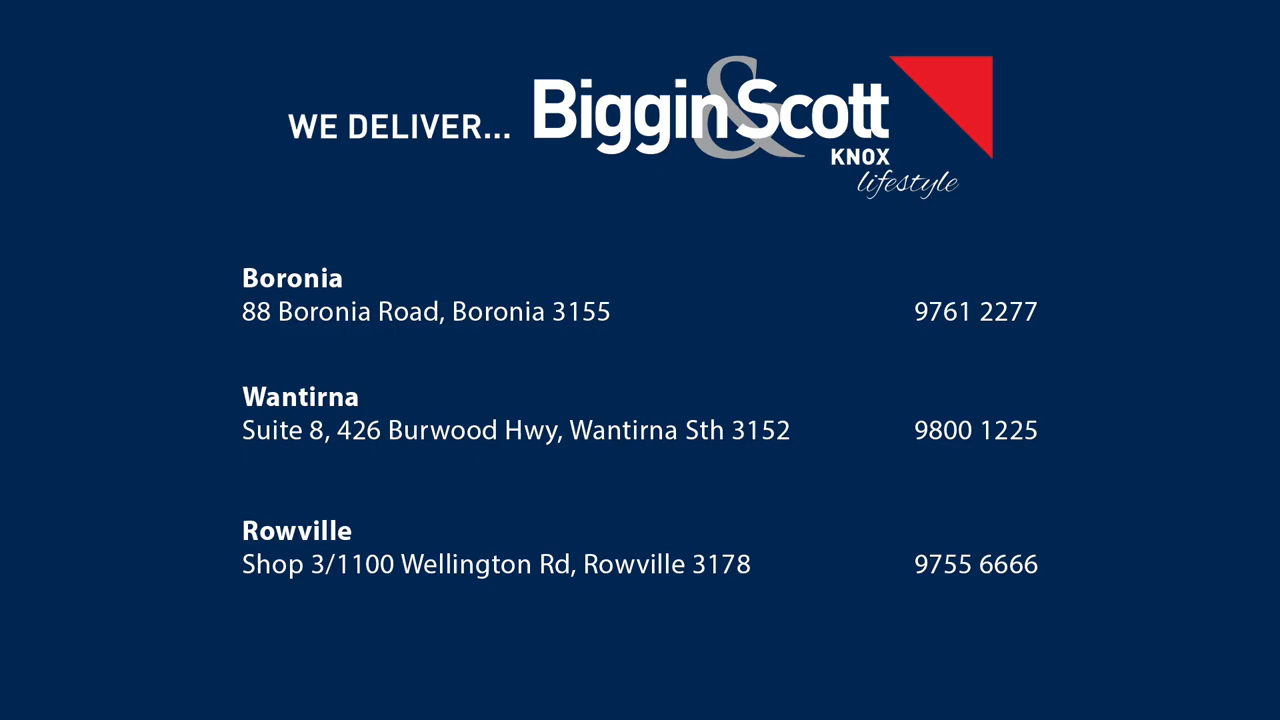 WE DELIVER... Biggin & Scott
KNOX
lifestyle
Boronia
88 Boronia Road, Boronia 3155 9761 2277
Wantirna
Suite 8, 426 Burwood Hwy, Wantirna Sth 3152 9800 1225
Rowville
Shop 3/1100 Wellington Rd, Rowville 3178 9755 6666